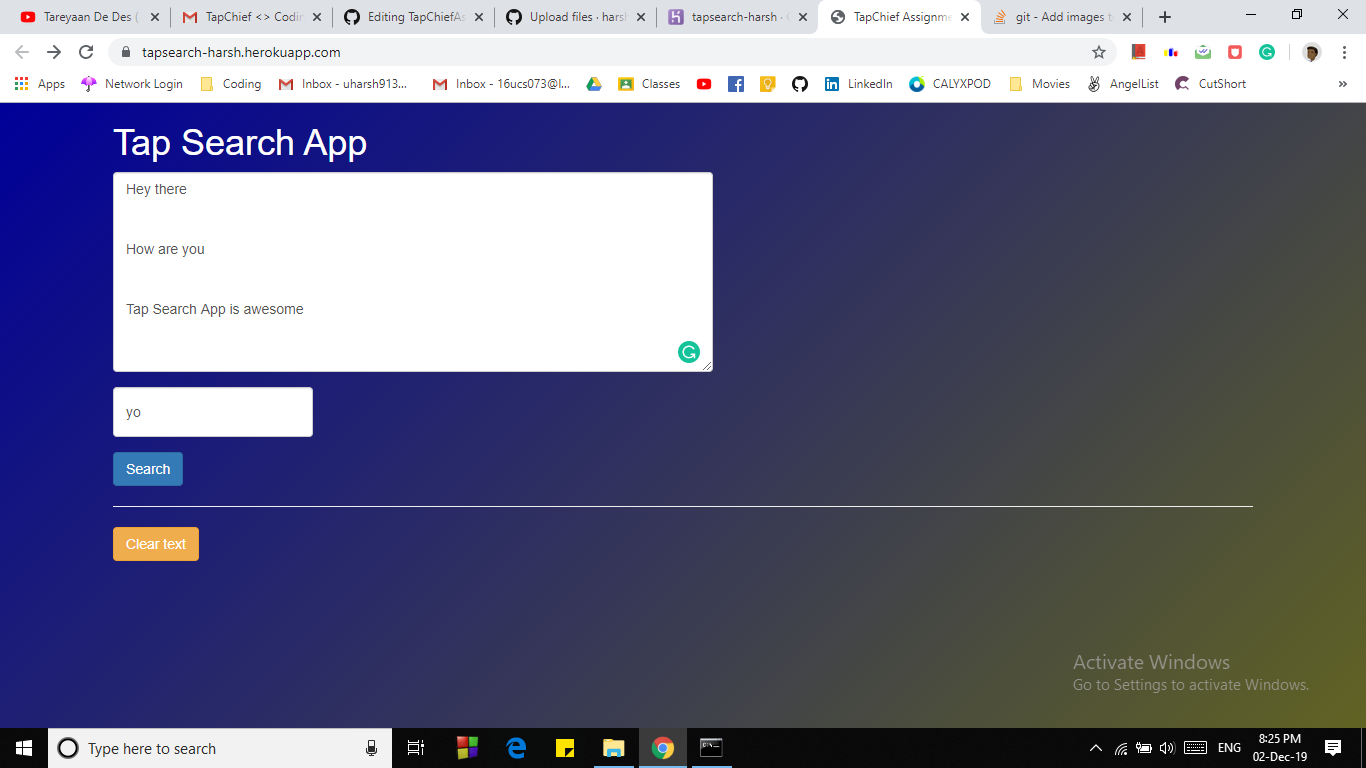 Tareyaan De Des (
TapChief <> Codin
Editing TapChiefAs
Upload files · harsh
tapsearch-harsh ·
TapChief Assignme
git - Add images t
tapsearch-harsh.herokuapp.com
Apps
Network Login
Coding
Inbox - uharsh913...
Inbox - 16ucs073@l...
Classes
LinkedIn
CALYXPOD
Movies
AngelList
CutShort
»
Tap Search App
Hey there
How are you
Tap Search App is awesome
yo
Search
Clear text
Activate Windows
Go to Settings to activate Windows.
Type here to search
ENG
8:25 PM
02-Dec-19